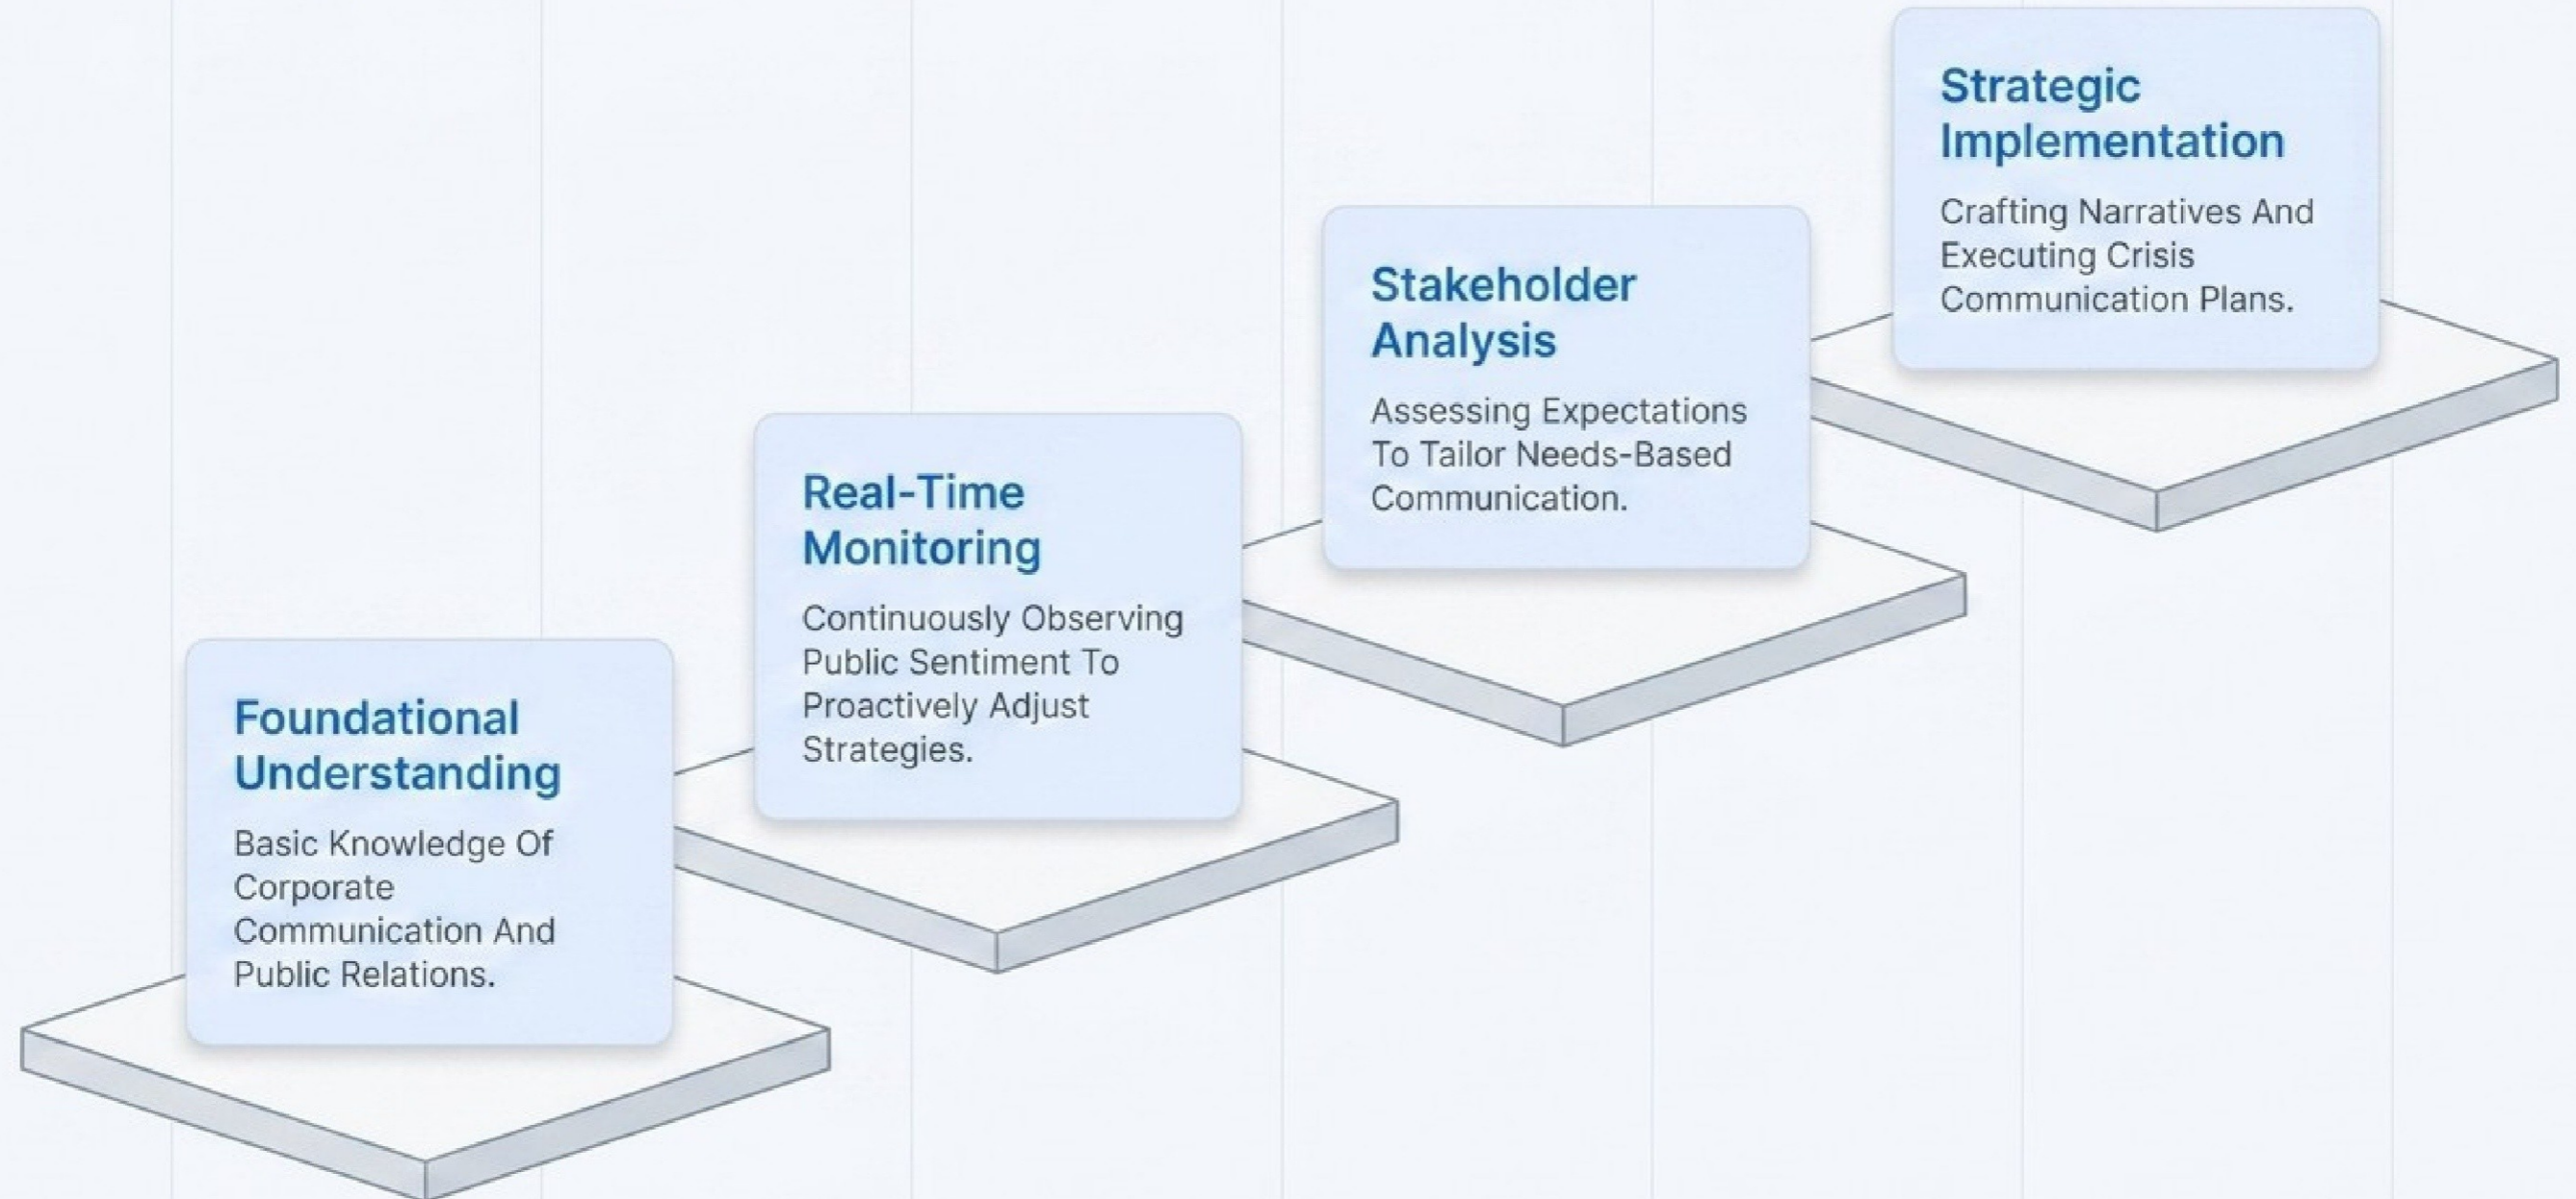 Foundational
Understanding
Basic Knowledge Of
Corporate
Communication And
Public Relations.
Real-Time
Monitoring
Continuously Observing
Public Sentiment To
Proactively Adjust
Strategies.
Stakeholder
Analysis
Assessing Expectations
To Tailor Needs-Based
Communication.
Strategic
Implementation
Crafting Narratives And
Executing Crisis
Communication Plans.